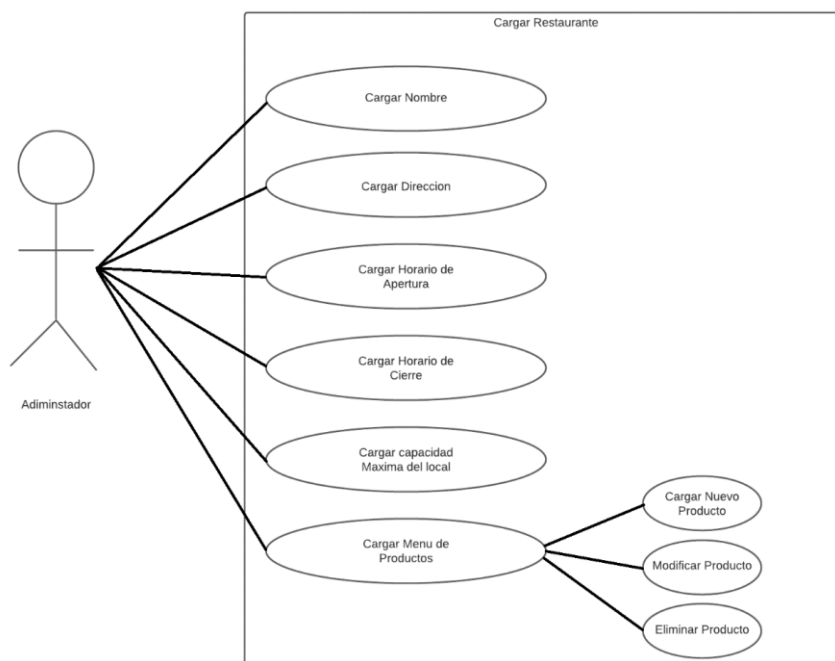 Cargar Restaurante
Cargar Nombre
Cargar Direccion
Cargar Horario de
Apertura
Cargar Horario de
Cierre
Adiminstador
Cargar capacidad
Maxima del local
Cargar Menu de
Productos
Cargar Nuevo
Producto
Modificar Producto
Eliminar Producto